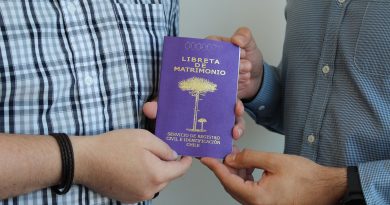 LIBRETA
DE
MATRIMONIO
SERVICIO DE REGISTRO
CIVIL E IDENTIFICACIÓN
CHILE